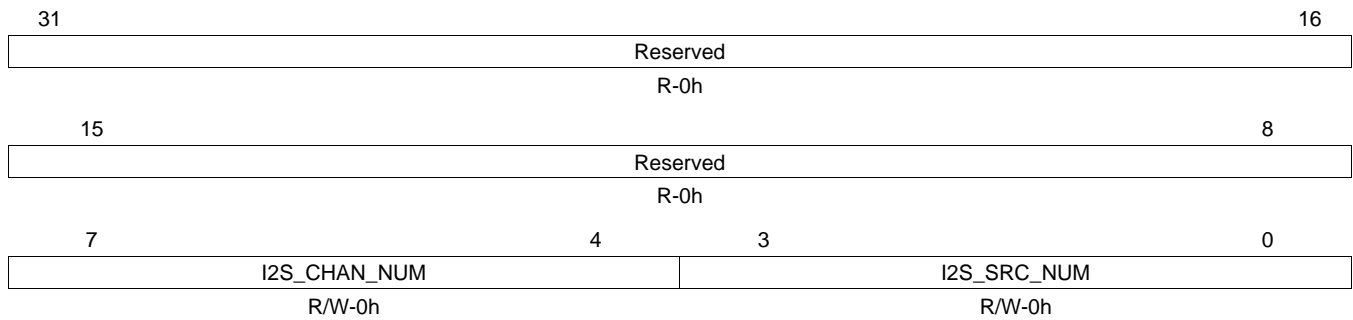 31 16
Reserved
R-0h
15 8
Reserved
R-0h
7 4 3 0
I2S_CHAN_NUM I2S_SRC_NUM
R/W-0h R/W-0h